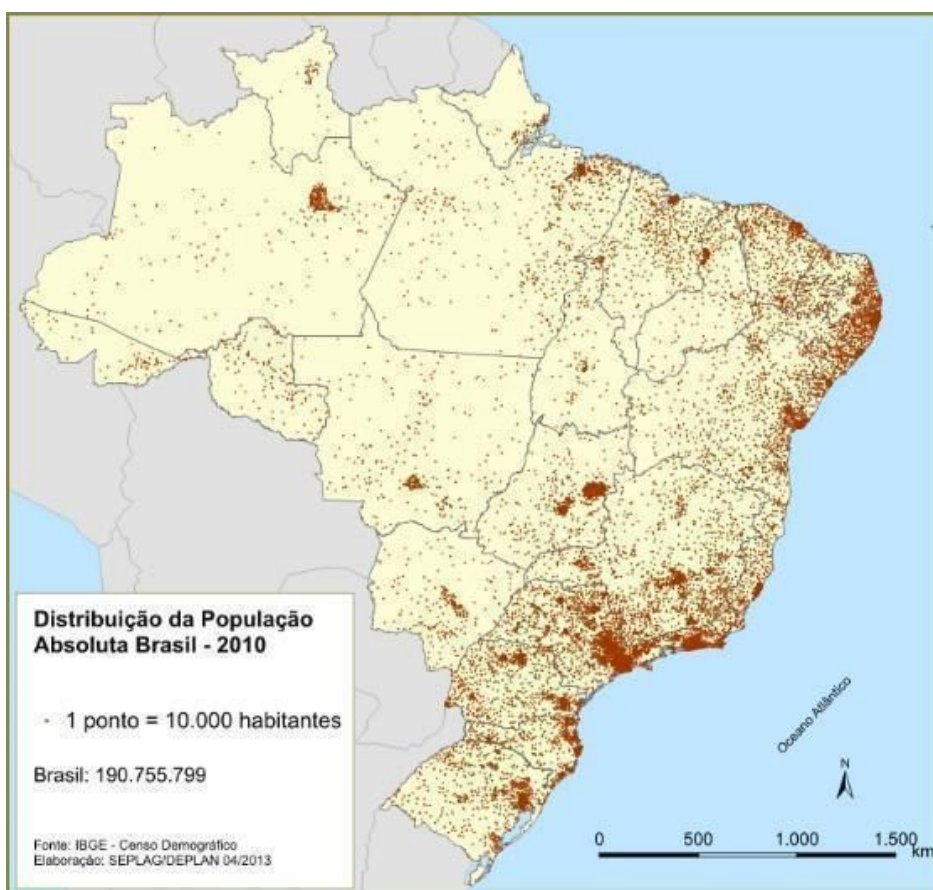 Distribuição da População
Absoluta Brasil - 2010
1 ponto = 10.000 habitantes
Brasil: 190.755.799
Fonte: IBGE - Censo Demográfico
Elaboração: SEPLAG/DEPLAN 04/2013
Oceano Atlântico
N
0 500 1.000 1.500
km